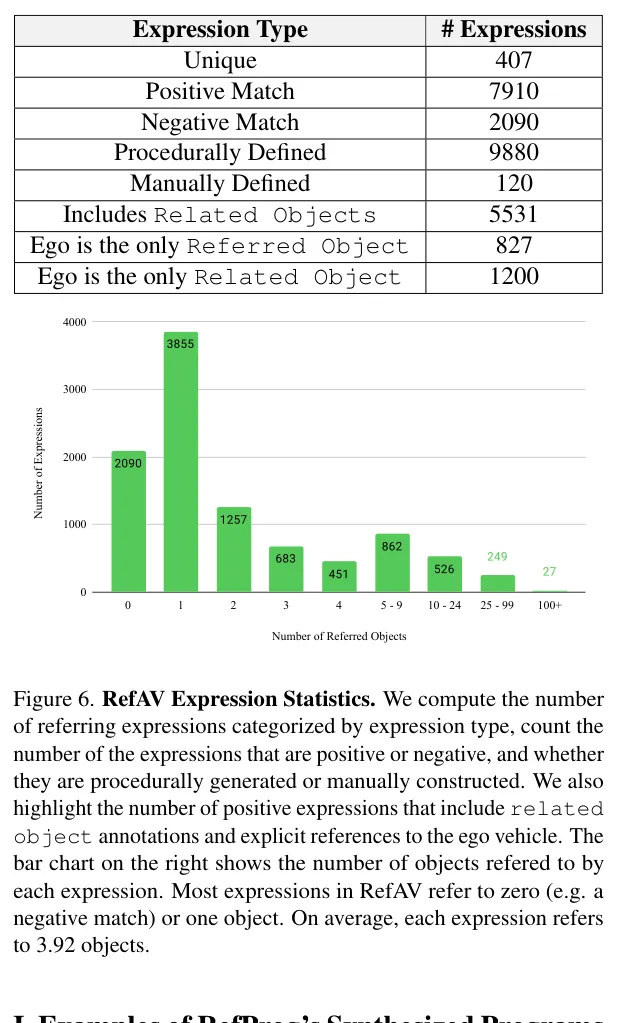 Expression Type # Expressions
Unique 407
Positive Match 7910
Negative Match 2090
Procedurally Defined 9880
Manually Defined 120
Includes Related Objects 5531
Ego is the only Referred Object 827
Ego is the only Related Object 1200
4000
3855
3000
Number of Expressions
2000
2090
1257
1000
683
451
862
526
249
27
0
0 1 2 3 4 5 - 9 10 - 24 25 - 99 100+
Number of Referred Objects
Figure 6. RefAV Expression Statistics. We compute the number
of referring expressions categorized by expression type, count the
number of the expressions that are positive or negative, and whether
they are procedurally generated or manually constructed. We also
highlight the number of positive expressions that include related
object annotations and explicit references to the ego vehicle. The
bar chart on the right shows the number of objects refered to by
each expression. Most expressions in RefAV refer to zero (e.g. a
negative match) or one object. On average, each expression refers
to 3.92 objects.
I. Examples of RefProg's Synthesized Programs